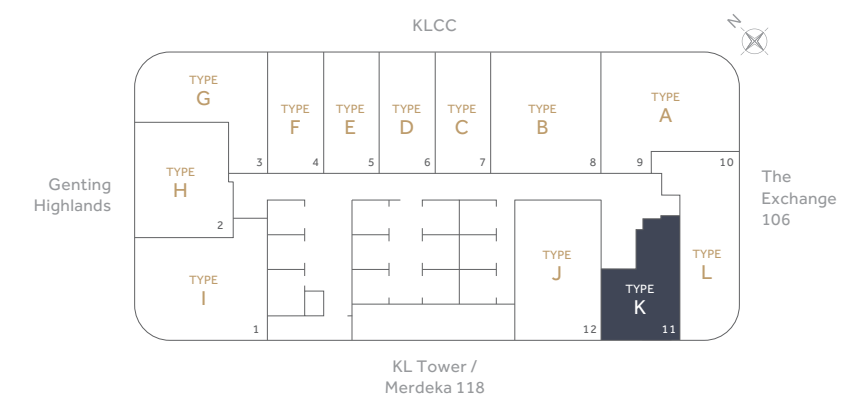 KLCC
N
TYPE
G
3
TYPE
F
4
TYPE
E
5
TYPE
D
6
TYPE
C
7
TYPE
B
8
TYPE
A
9
10
Genting
Highlands
TYPE
H
2
The
Exchange
106
TYPE
I
1
TYPE
J
12
TYPE
K
11
TYPE
L
KL Tower /
Merdeka 118